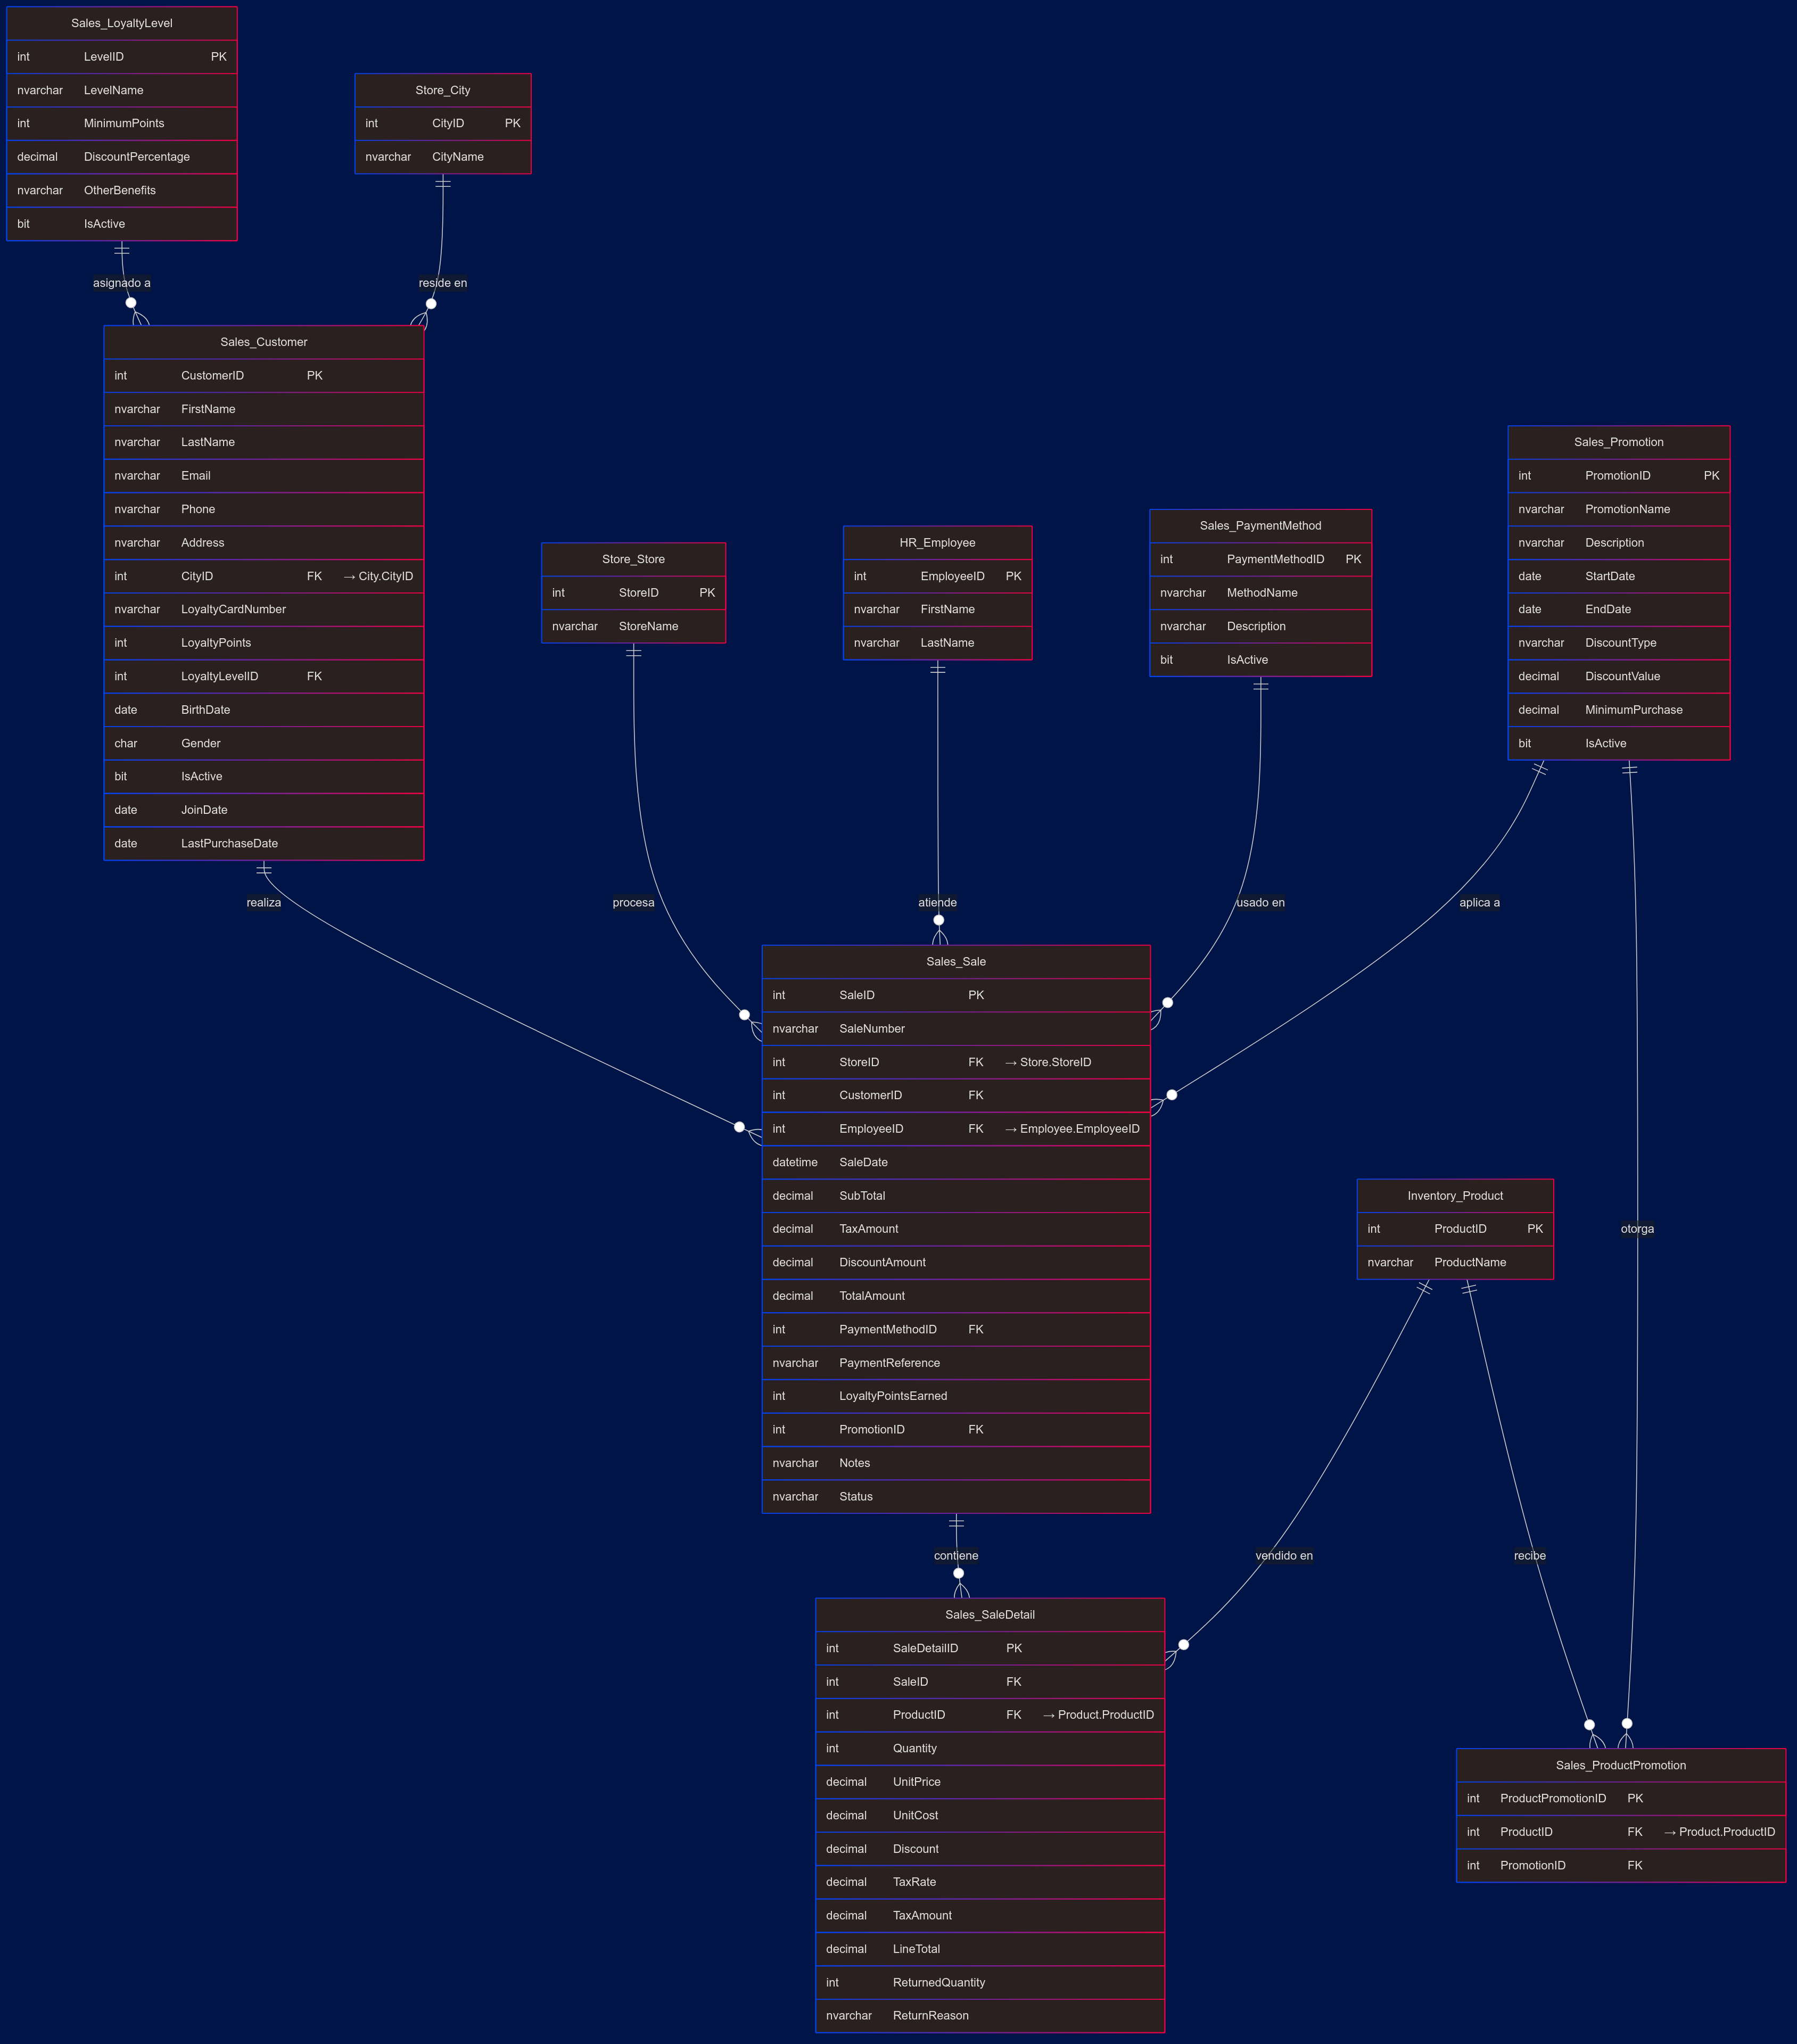 Sales_LoyaltyLevel
int LevelID PK
nvarchar LevelName
int MinimumPoints
decimal DiscountPercentage
nvarchar OtherBenefits
bit IsActive
Store_City
int CityID PK
nvarchar CityName
asignado a
reside en
Sales_Customer
int CustomerID PK
nvarchar FirstName
nvarchar LastName
nvarchar Email
nvarchar Phone
nvarchar Address
int CityID FK → City.CityID
nvarchar LoyaltyCardNumber
int LoyaltyPoints
int LoyaltyLevelID FK
date BirthDate
char Gender
bit IsActive
date JoinDate
date LastPurchaseDate
Store_Store
int StoreID PK
nvarchar StoreName
HR_Employee
int EmployeeID PK
nvarchar FirstName
nvarchar LastName
Sales_PaymentMethod
int PaymentMethodID PK
nvarchar MethodName
nvarchar Description
bit IsActive
Sales_Promotion
int PromotionID PK
nvarchar PromotionName
nvarchar Description
date StartDate
date EndDate
nvarchar DiscountType
decimal DiscountValue
decimal MinimumPurchase
bit IsActive
realiza
procesa
atiende
usado en
aplica a
Sales_Sale
int SaleID PK
nvarchar SaleNumber
int StoreID FK → Store.StoreID
int CustomerID FK
int EmployeeID FK → Employee.EmployeeID
datetime SaleDate
decimal SubTotal
decimal TaxAmount
decimal DiscountAmount
decimal TotalAmount
int PaymentMethodID FK
nvarchar PaymentReference
int LoyaltyPointsEarned
int PromotionID FK
nvarchar Notes
nvarchar Status
Inventory_Product
int ProductID PK
nvarchar ProductName
otorga
contiene
vendido en
recibe
Sales_SaleDetail
int SaleDetailID PK
int SaleID FK
int ProductID FK → Product.ProductID
int Quantity
decimal UnitPrice
decimal UnitCost
decimal Discount
decimal TaxRate
decimal TaxAmount
decimal LineTotal
int ReturnedQuantity
nvarchar ReturnReason
Sales_ProductPromotion
int ProductPromotionID PK
int ProductID FK → Product.ProductID
int PromotionID FK